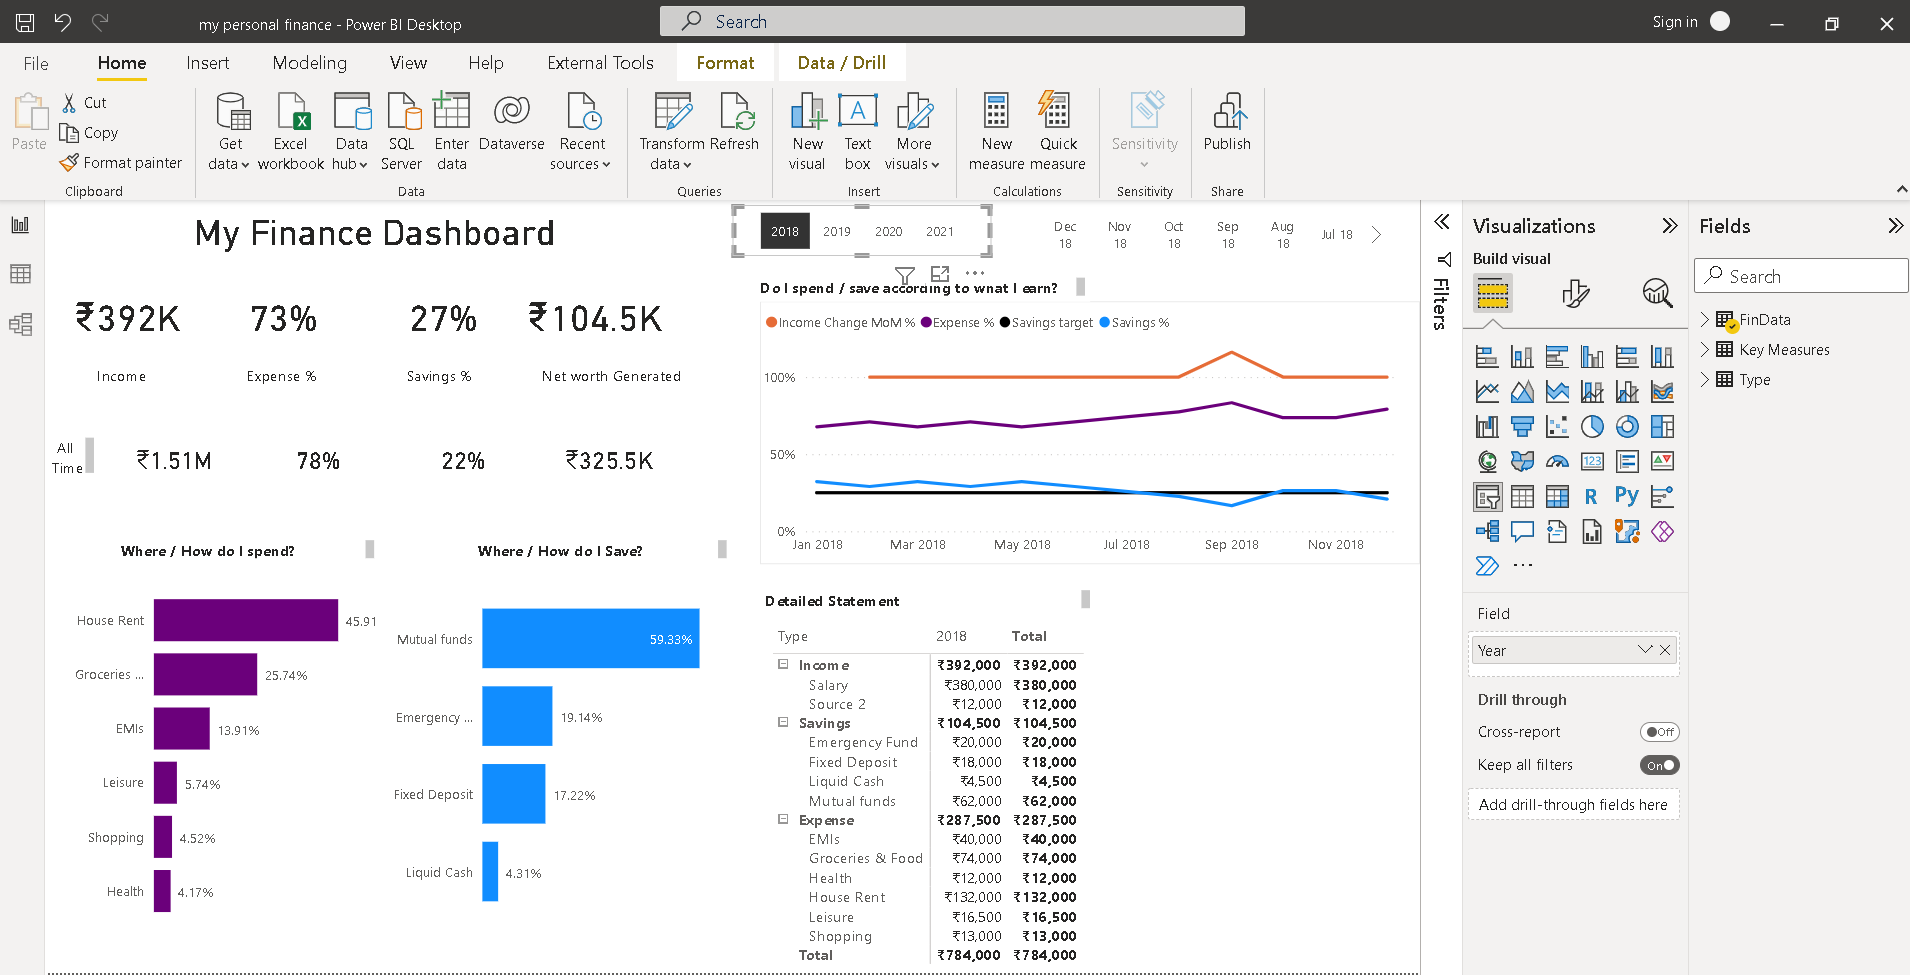 my personal finance - Power BI Desktop
Search
Sign in
File
Home
Insert
Modeling
View
Help
External Tools
Format
Data / Drill
Paste
Cut
Copy
Format painter
Clipboard
Get data
Excel workbook
Data hub
SQL Server
Enter data
Dataverse
Recent sources
Data
Transform data
Refresh
Queries
New visual
Text box
More visuals
Insert
New measure
Quick measure
Calculations
Sensitivity
Sensitivity
Publish
Share
My Finance Dashboard
2018 2019 2020 2021
Dec 18
Nov 18
Oct 18
Sep 18
Aug 18
Jul 18
₹392K
73%
27%
₹104.5K
Income
Expense %
Savings %
Net worth Generated
All Time
₹1.51M
78%
22%
₹325.5K
Do I spend / save according to what I earn?
Income Change MoM % Expense % Savings target Savings %
100%
50%
0%
Jan 2018
Mar 2018
May 2018
Jul 2018
Sep 2018
Nov 2018
Where / How do I spend?
House Rent 45.91
Groceries ... 25.74%
EMIs 13.91%
Leisure 5.74%
Shopping 4.52%
Health 4.17%
Where / How do I Save?
Mutual funds 59.33%
Emergency ... 19.14%
Fixed Deposit 17.22%
Liquid Cash 4.31%
Detailed Statement
Type 2018 Total
Income ₹392,000 ₹392,000
Salary ₹380,000 ₹380,000
Source 2 ₹12,000 ₹12,000
Savings ₹104,500 ₹104,500
Emergency Fund ₹20,000 ₹20,000
Fixed Deposit ₹18,000 ₹18,000
Liquid Cash ₹4,500 ₹4,500
Mutual funds ₹62,000 ₹62,000
Expense ₹287,500 ₹287,500
EMIs ₹40,000 ₹40,000
Groceries & Food ₹74,000 ₹74,000
Health ₹12,000 ₹12,000
House Rent ₹132,000 ₹132,000
Leisure ₹16,500 ₹16,500
Shopping ₹13,000 ₹13,000
Total ₹784,000 ₹784,000
Filters
Visualizations
Build visual
123
R
Py
Field
Year
Drill through
Cross-report
Off
Keep all filters
On
Add drill-through fields here
Fields
Search
FinData
Key Measures
Type